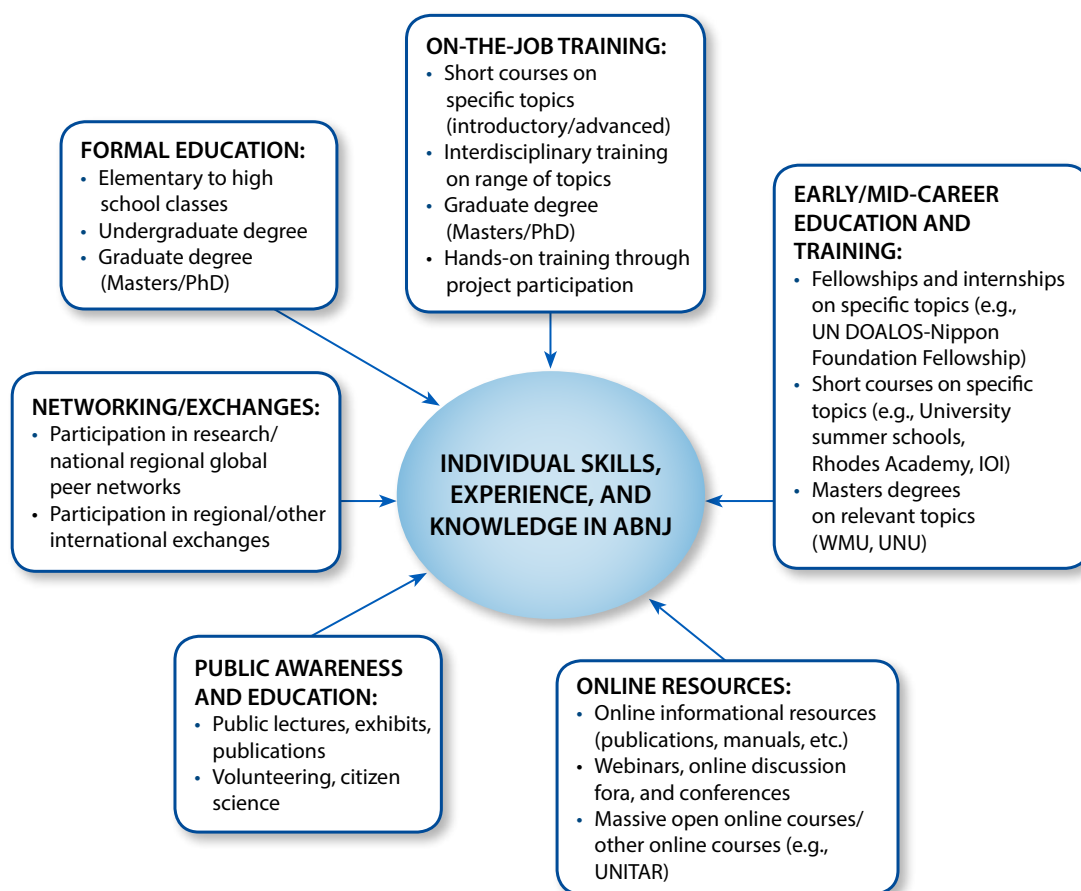 ON-THE-JOB TRAINING:
• Short courses on
specific topics
(introductory/advanced)
• Interdisciplinary training
on range of topics
• Graduate degree
(Masters/PhD)
• Hands-on training through
project participation
FORMAL EDUCATION:
• Elementary to high
school classes
• Undergraduate degree
• Graduate degree
(Masters/PhD)
EARLY/MID-CAREER
EDUCATION AND
TRAINING:
• Fellowships and internships
on specific topics (e.g.,
UN DOALOS-Nippon
Foundation Fellowship)
• Short courses on specific
topics (e.g., University
summer schools,
Rhodes Academy, IOI)
• Masters degrees
on relevant topics
(WMU, UNU)
NETWORKING/EXCHANGES:
• Participation in research/
national regional global
peer networks
• Participation in regional/other
international exchanges
INDIVIDUAL SKILLS,
EXPERIENCE, AND
KNOWLEDGE IN ABNJ
PUBLIC AWARENESS
AND EDUCATION:
• Public lectures, exhibits,
publications
• Volunteering, citizen
science
ONLINE RESOURCES:
• Online informational resources
(publications, manuals, etc.)
• Webinars, online discussion
fora, and conferences
• Massive open online courses/
other online courses (e.g.,
UNITAR)